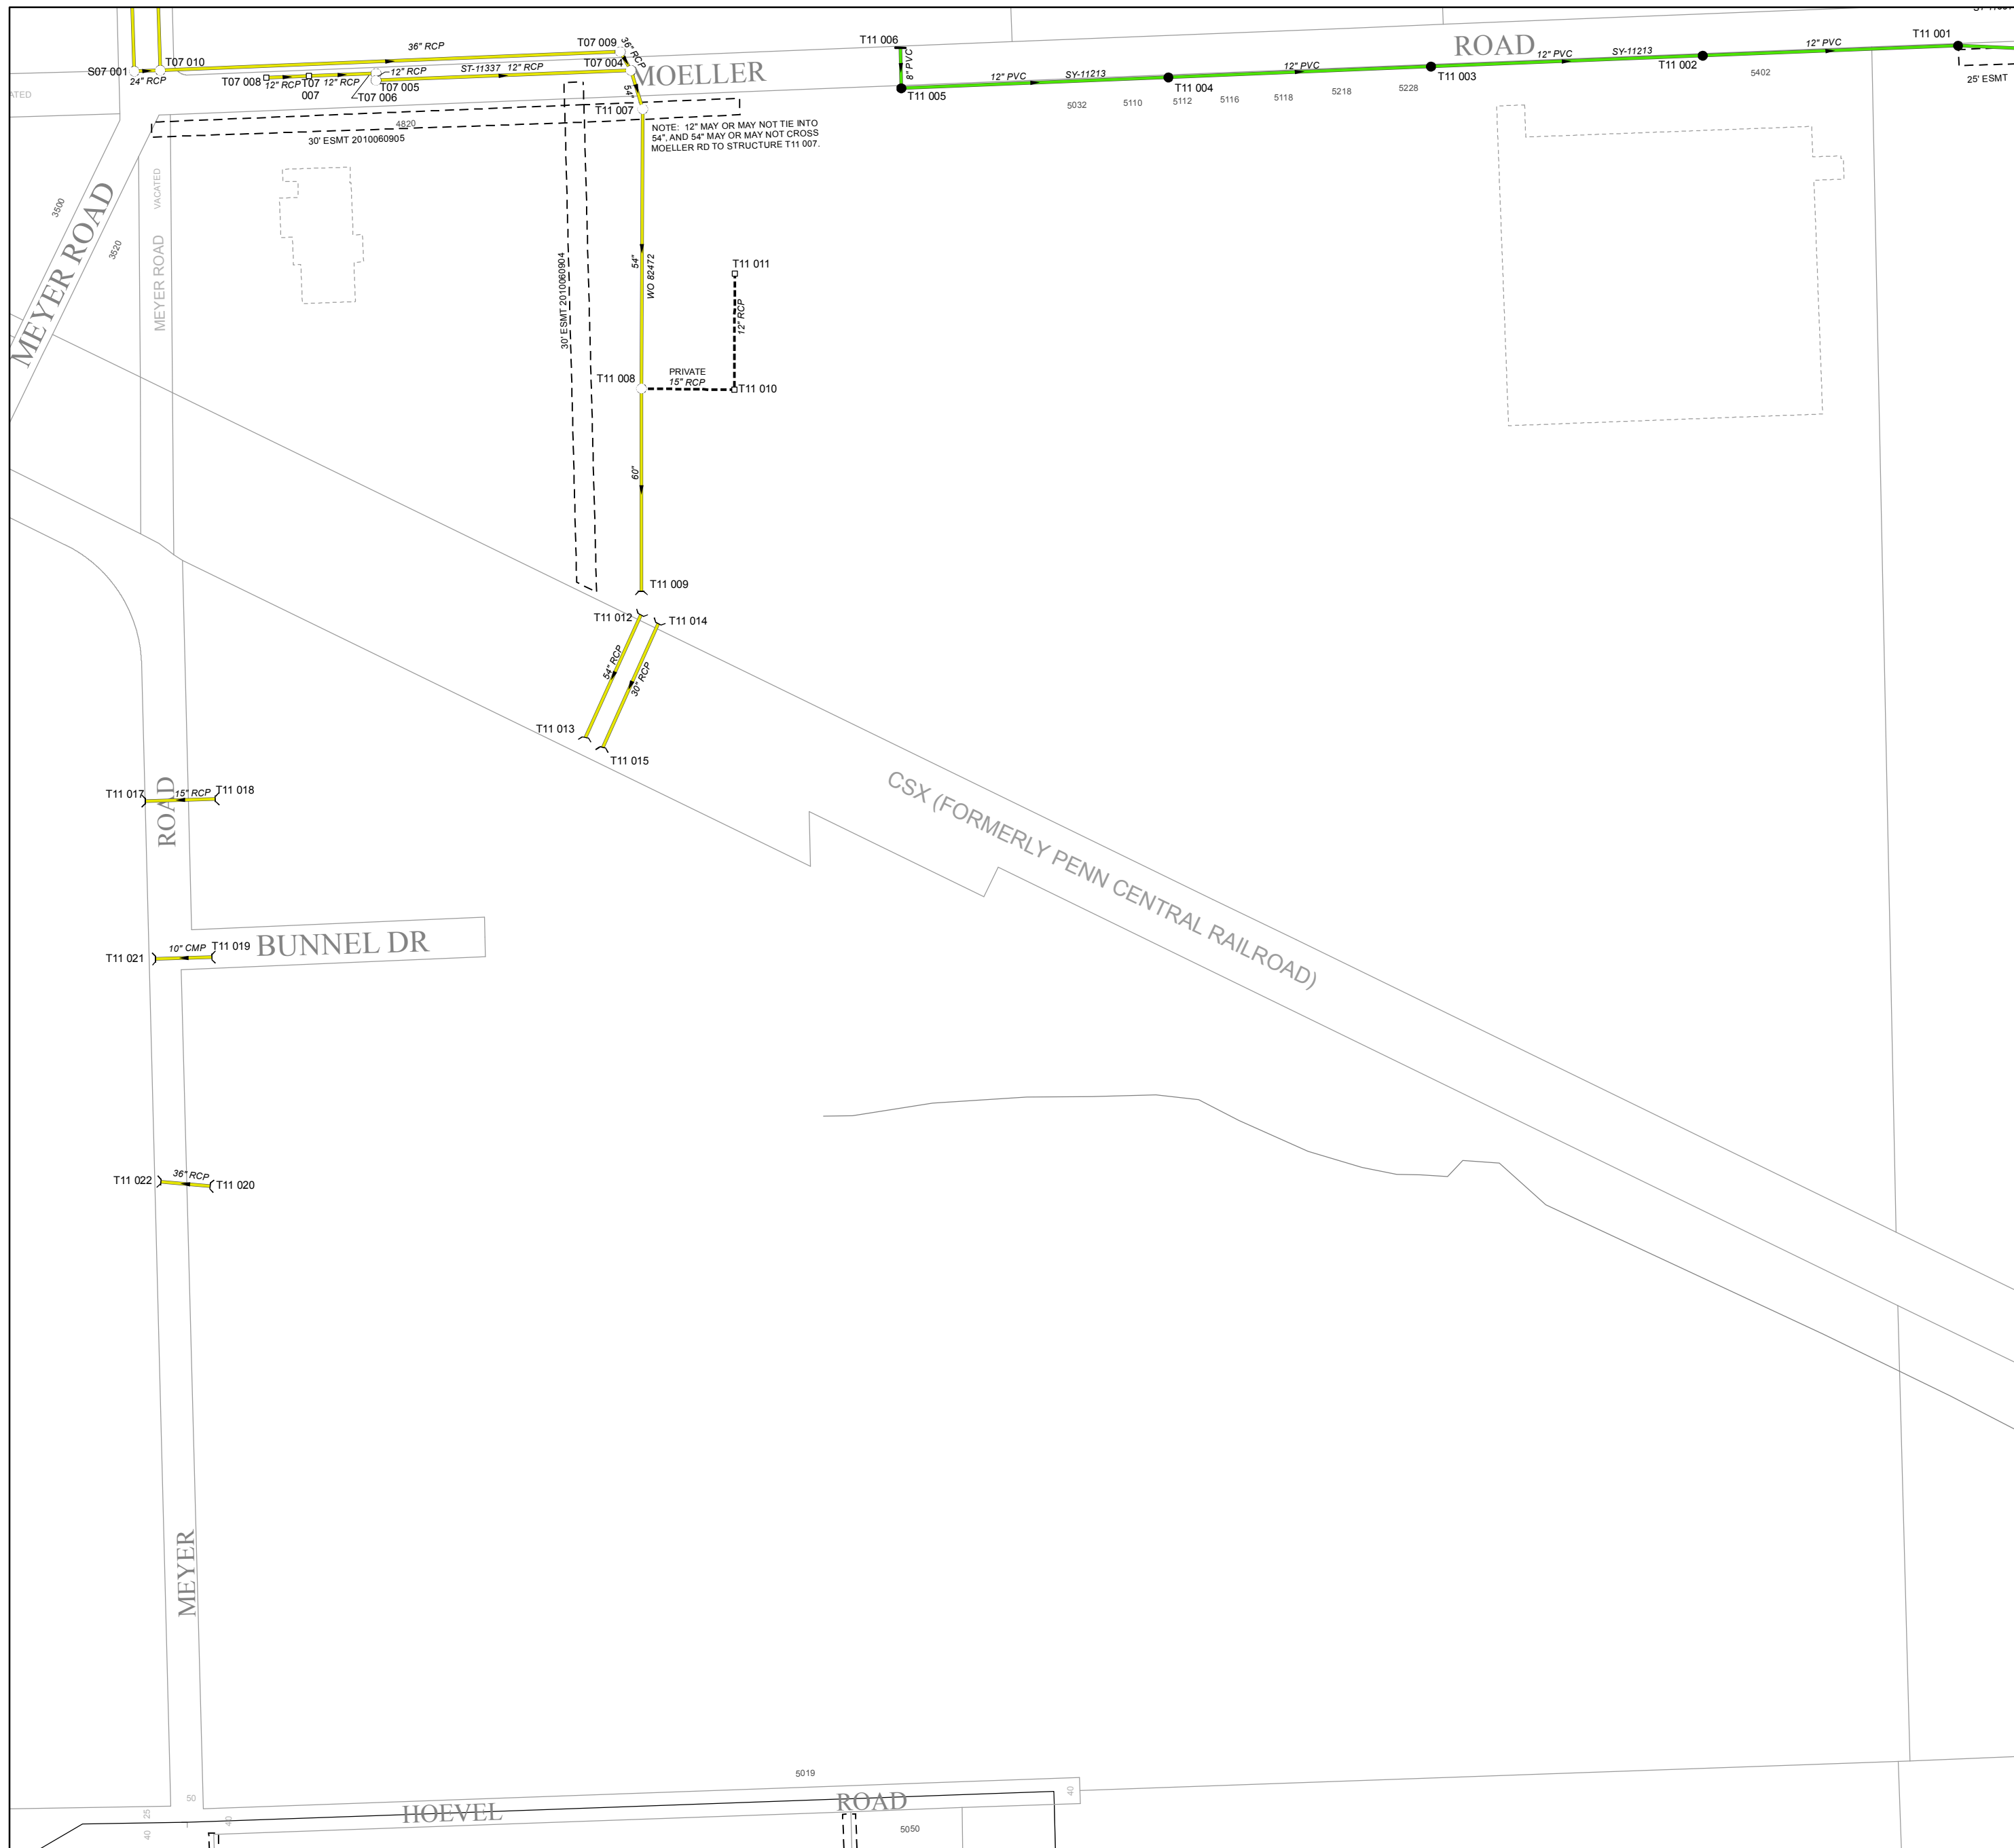 T07 009
36" RCP
36" RCP
T11 006
ROAD
12" PVC
SY-11213
12" PVC
T11 001
S07 001
24" RCP
T07 010
T07 008
12" RCP
T07
007
12" RCP
12" RCP
T07 005
T07 006
ST-11337
12" RCP
T07 004
MOELLER
8" PVC
T11 005
12" PVC
SY-11213
T11 004
12" PVC
T11 003
T11 002
5402
25' ESMT
5032
5110
5112
5116
5118
5218
5228
ATED
54"
T11 007
4820
30' ESMT 2010060905
NOTE: 12" MAY OR MAY NOT TIE INTO
54", AND 54" MAY OR MAY NOT CROSS
MOELLER RD TO STRUCTURE T11 007.
3500
MEYER ROAD
3520
VACATED
MEYER ROAD
30' ESMT 2010060904
54"
WO 82472
T11 011
12" RCP
T11 008
PRIVATE
15" RCP
T11 010
60"
T11 009
T11 012
T11 014
54" RCP
30" RCP
T11 013
T11 015
CSX (FORMERLY PENN CENTRAL RAILROAD)
T11 017
15" RCP
T11 018
ROAD
10" CMP
T11 019
BUNNEL DR
T11 021
T11 022
36" RCP
T11 020
MEYER
5019
50
25
40
40
HOEVEL
ROAD
40
5050